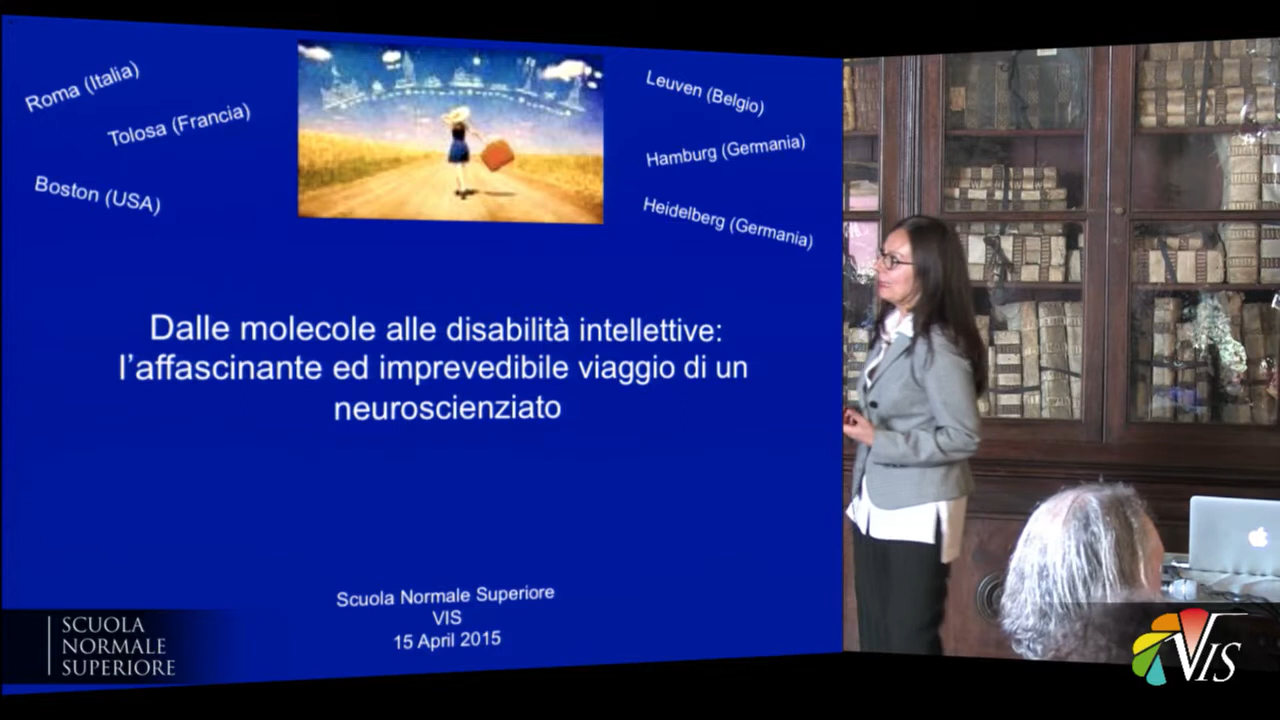 Roma (Italia)
Tolosa (Francia)
Boston (USA)
Leuven (Belgio)
Hamburg (Germania)
Heidelberg (Germania)
Dalle molecole alle disabilità intellettive:
l'affascinante ed imprevedibile viaggio di un
neuroscienziato
Scuola Normale Superiore
VIS
15 April 2015
SCUOLA
NORMALE
SUPERIORE
VIS